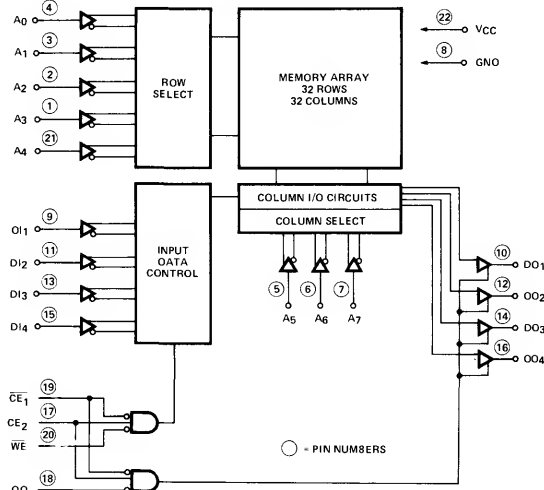 ④
A0
③
A1
②
A2
①
A3
㉑
A4
ROW
SELECT
MEMORY ARRAY
32 ROWS
32 COLUMNS
㉒
VCC
⑧
GNO
⑨
OI1
⑪
DI2
⑬
DI3
⑮
DI4
INPUT
DATA
CONTROL
COLUMN I/O CIRCUITS
COLUMN SELECT
⑤
⑥
⑦
A5
A6
A7
⑩
DO1
⑫
OO2
⑭
DO3
⑯
OO4
⑲
CE1
⑰
CE2
⑳
WE
= PIN NUM8ERS
⑱
OO